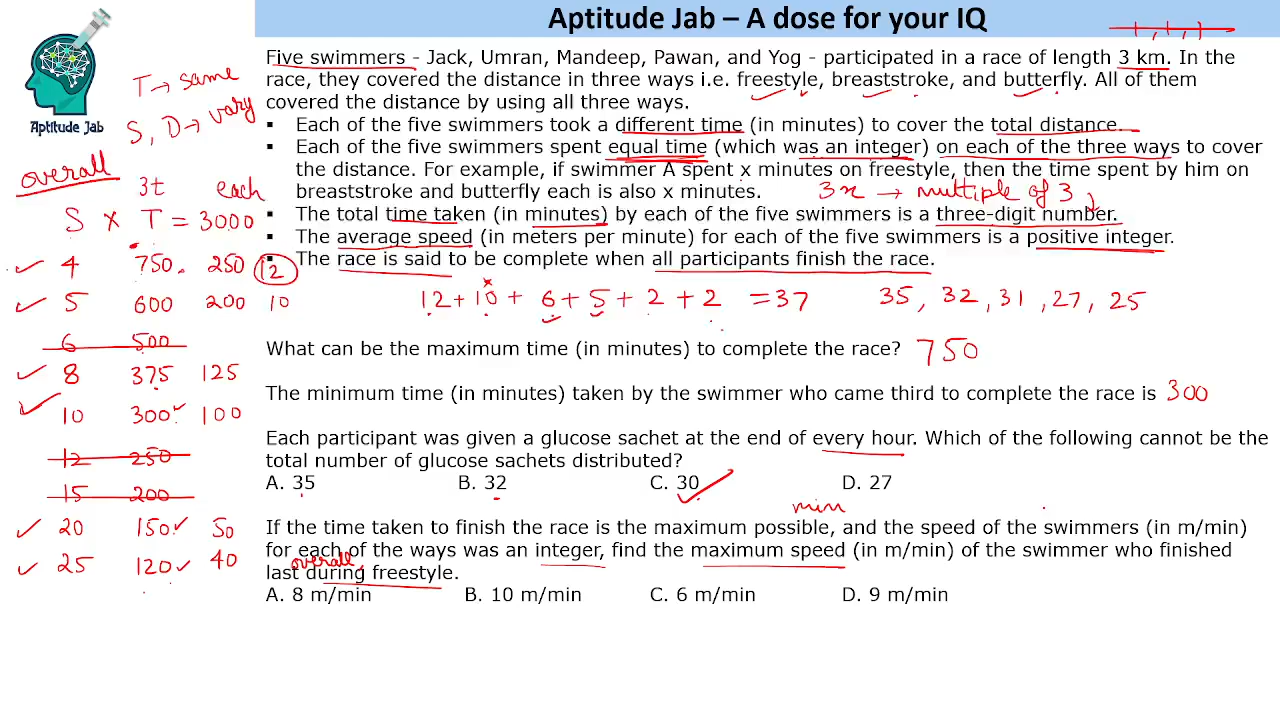 Aptitude Jab – A dose for your IQ
Aptitude Jab
T → same
S, D → vary
Five swimmers - Jack, Umran, Mandeep, Pawan, and Yog - participated in a race of length 3 km. In the
race, they covered the distance in three ways i.e. freestyle, breaststroke, and butterfly. All of them
covered the distance by using all three ways.
▪ Each of the five swimmers took a different time (in minutes) to cover the total distance.
▪ Each of the five swimmers spent equal time (which was an integer) on each of the three ways to cover
the distance. For example, if swimmer A spent x minutes on freestyle, then the time spent by him on
breaststroke and butterfly each is also x minutes.
3x → multiple of 3
▪ The total time taken (in minutes) by each of the five swimmers is a three-digit number.
▪ The average speed (in meters per minute) for each of the five swimmers is a positive integer.
▪ The race is said to be complete when all participants finish the race.
overall
3t each
S × T = 3000
4 750 250 12
5 600 200 10
6 500
8 375 125
10 300 100
12 250
15 200
20 150 50
25 120 40
12 + 10 + 6 + 5 + 2 + 2 = 37 35, 32, 31, 27, 25
What can be the maximum time (in minutes) to complete the race? 750
The minimum time (in minutes) taken by the swimmer who came third to complete the race is 300
Each participant was given a glucose sachet at the end of every hour. Which of the following cannot be the
total number of glucose sachets distributed?
A. 35 B. 32 C. 30 D. 27
min
If the time taken to finish the race is the maximum possible, and the speed of the swimmers (in m/min)
for each of the ways was an integer, find the maximum speed (in m/min) of the swimmer who finished
overall,
last during freestyle.
A. 8 m/min B. 10 m/min C. 6 m/min D. 9 m/min